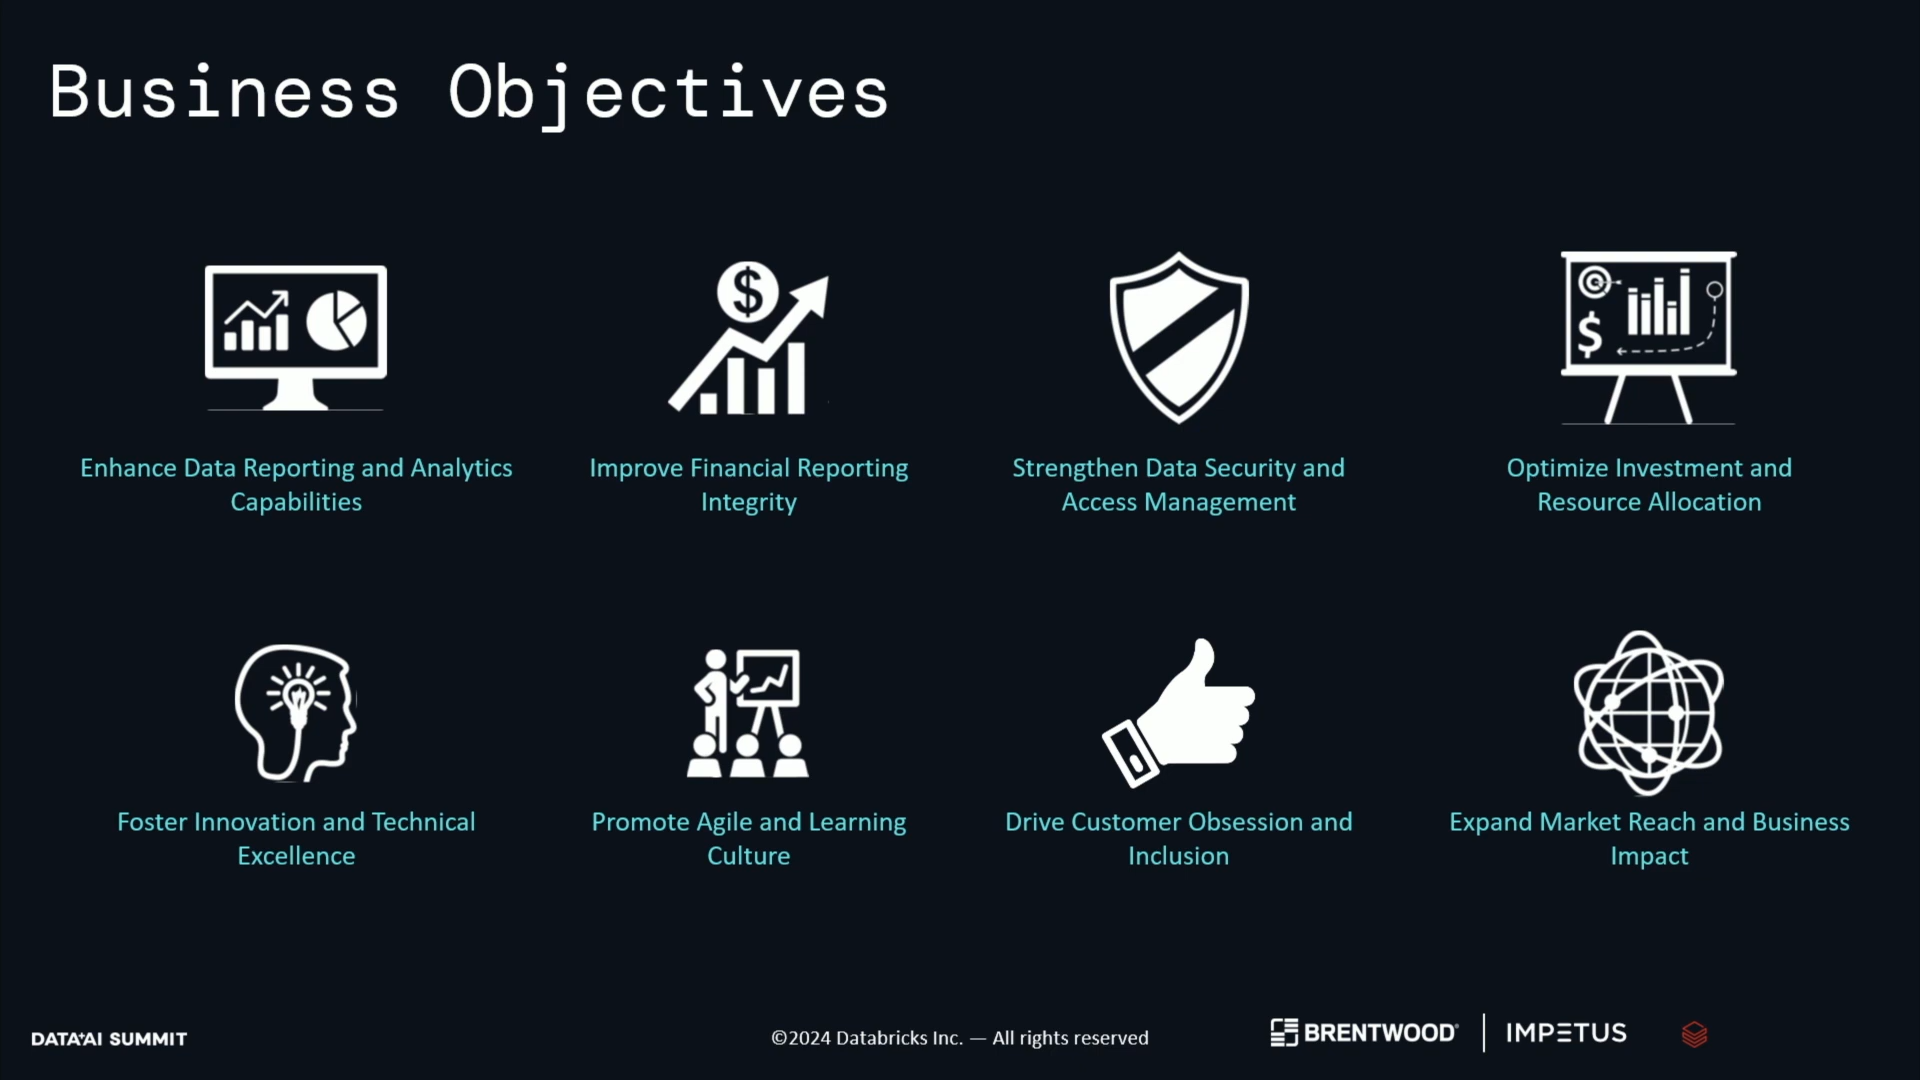 Business Objectives
$
$
Enhance Data Reporting and Analytics
Capabilities
Improve Financial Reporting
Integrity
Strengthen Data Security and
Access Management
Optimize Investment and
Resource Allocation
Foster Innovation and Technical
Excellence
Promote Agile and Learning
Culture
Drive Customer Obsession and
Inclusion
Expand Market Reach and Business
Impact
DATA+AI SUMMIT
©2024 Databricks Inc. — All rights reserved
BRENTWOOD®
IMPETUS